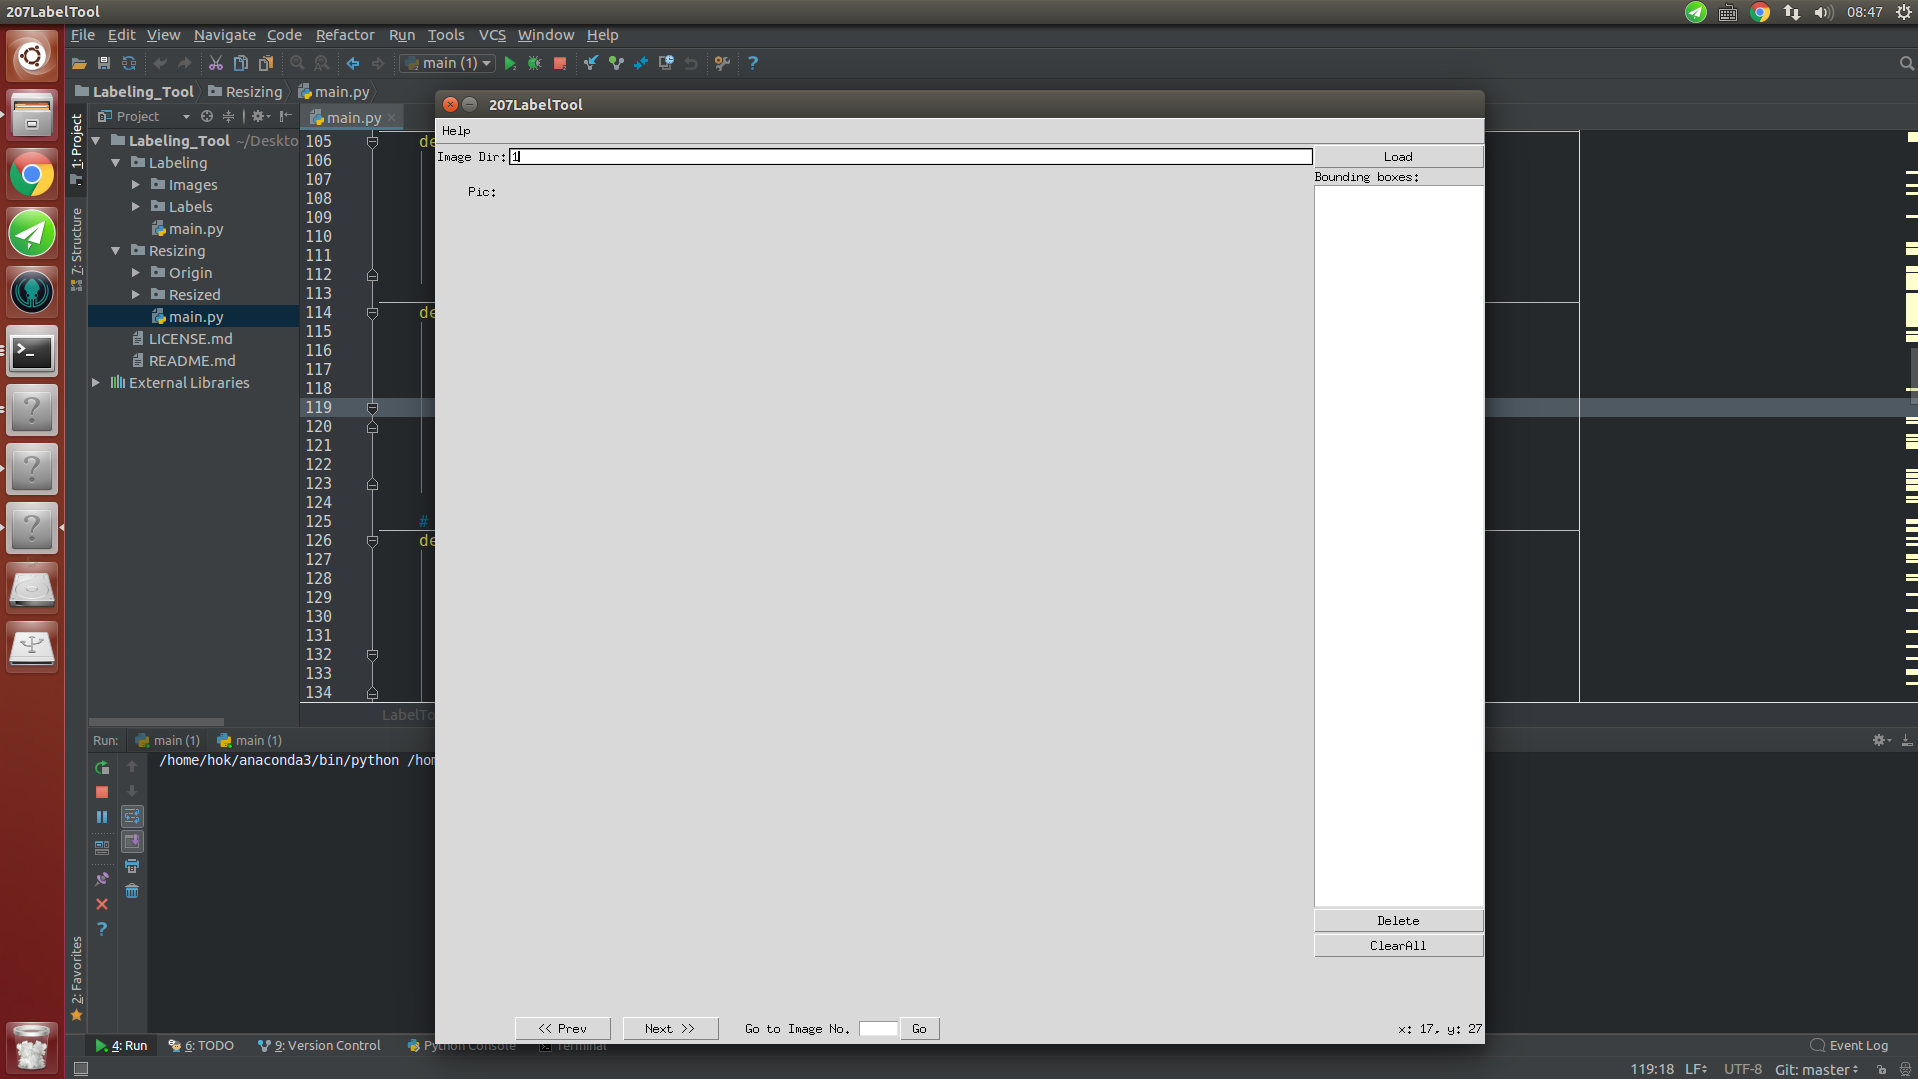 207LabelTool
08:47
File Edit View Navigate Code Refactor Run Tools VCS Window Help
main (1)
Labeling_Tool Resizing main.py
Project
main.py
1: Project
7: Structure
2: Favorites
Labeling_Tool ~/Deskto
Labeling
Images
Labels
main.py
Resizing
Origin
Resized
main.py
LICENSE.md
README.md
External Libraries
105 de
106
107
108
109
110
111
112
113
114 de
115
116
117
118
119
120
121
122
123
124
125 #
126 de
127
128
129
130
131
132
133
134
LabelTo
207LabelTool
Help
Image Dir: 1
Load
Pic:
Bounding boxes:
Delete
ClearAll
<< Prev Next >> Go to Image No. Go
x: 17, y: 27
Run: main (1) main (1)
/home/hok/anaconda3/bin/python /hom
4: Run 6: TODO 9: Version Control Python Console Terminal
Event Log
119:18 LF UTF-8 Git: master